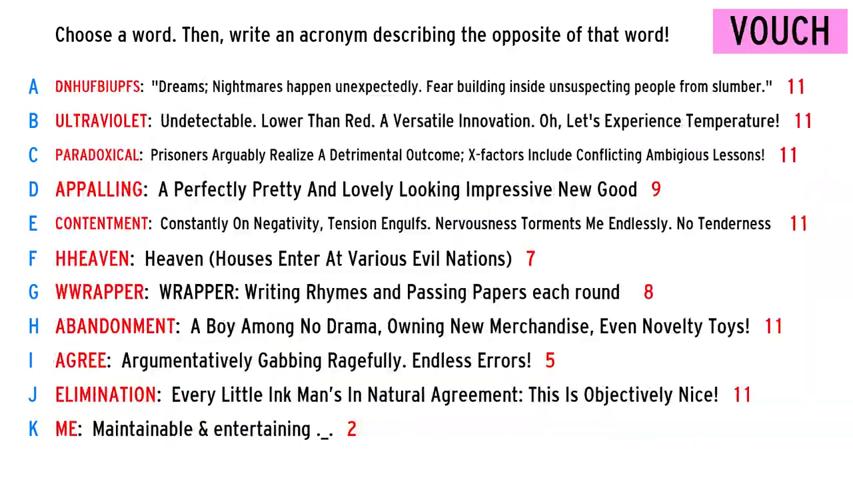 Choose a word. Then, write an acronym describing the opposite of that word!
VOUCH
A DNHUFBIUPFS: "Dreams; Nightmares happen unexpectedly. Fear building inside unsuspecting people from slumber." 11
B ULTRAVIOLET: Undetectable. Lower Than Red. A Versatile Innovation. Oh, Let's Experience Temperature! 11
C PARADOXICAL: Prisoners Arguably Realize A Detrimental Outcome; X-factors Include Conflicting Ambigious Lessons! 11
D APPALLING: A Perfectly Pretty And Lovely Looking Impressive New Good 9
E CONTENTMENT: Constantly On Negativity, Tension Engulfs. Nervousness Torments Me Endlessly. No Tenderness 11
F HHEAVEN: Heaven (Houses Enter At Various Evil Nations) 7
G WWRAPPER: WRAPPER: Writing Rhymes and Passing Papers each round 8
H ABANDONMENT: A Boy Among No Drama, Owning New Merchandise, Even Novelty Toys! 11
I AGREE: Argumentatively Gabbing Ragefully. Endless Errors! 5
J ELIMINATION: Every Little Ink Man's In Natural Agreement: This Is Objectively Nice! 11
K ME: Maintainable & entertaining ._. 2